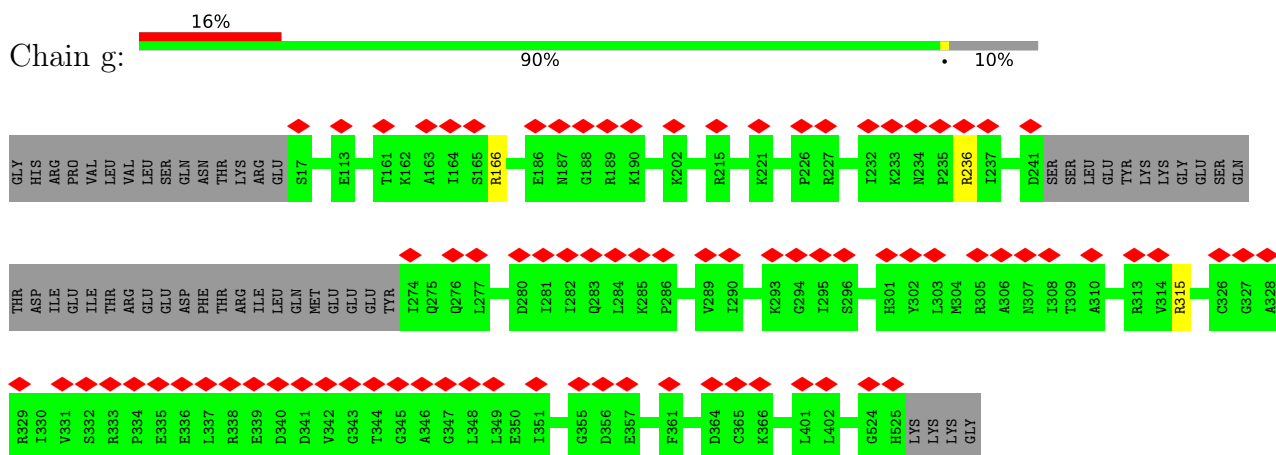 16%
Chain g:
90% • 10%
GLY HIS ARG PRO VAL LEU VAL LEU SER GLN ASN THR LYS ARG GLU S17 E113 T161 K162 A163 I164 S165 R166 E186 N187 G188 R189 K190 K202 R215 K221 P226 R227 I232 K233 N234 P235 R236 I237 D241 SER SER LEU GLU TYR LYS LYS GLY GLU SER GLN
THR ASP ILE GLU ILE THR ARG GLU GLU ASP PHE THR ARG ILE LEU GLN MET GLU GLU GLU TYR I274 Q275 Q276 L277 D280 I281 I282 Q283 L284 K285 P286 V289 I290 K293 G294 I295 S296 H301 Y302 L303 M304 R305 A306 N307 I308 T309 A310 R313 V314 R315 C326 G327 A328
R329 I330 V331 S332 R333 P334 E335 E336 L337 R338 E339 D340 D341 V342 G343 T344 G345 A346 G347 L348 L349 E350 I351 G355 D356 E357 F361 D364 C365 K366 L401 L402 G524 H525 LYS LYS LYS GLY